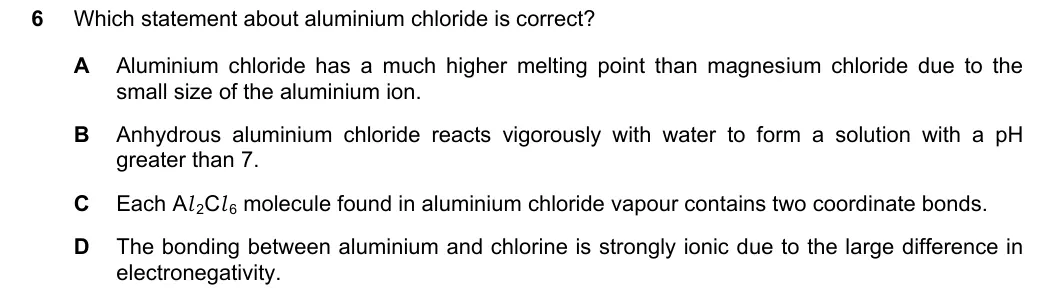 6 Which statement about aluminium chloride is correct?
A Aluminium chloride has a much higher melting point than magnesium chloride due to the
small size of the aluminium ion.
B Anhydrous aluminium chloride reacts vigorously with water to form a solution with a pH
greater than 7.
C Each Al₂Cl₆ molecule found in aluminium chloride vapour contains two coordinate bonds.
D The bonding between aluminium and chlorine is strongly ionic due to the large difference in
electronegativity.